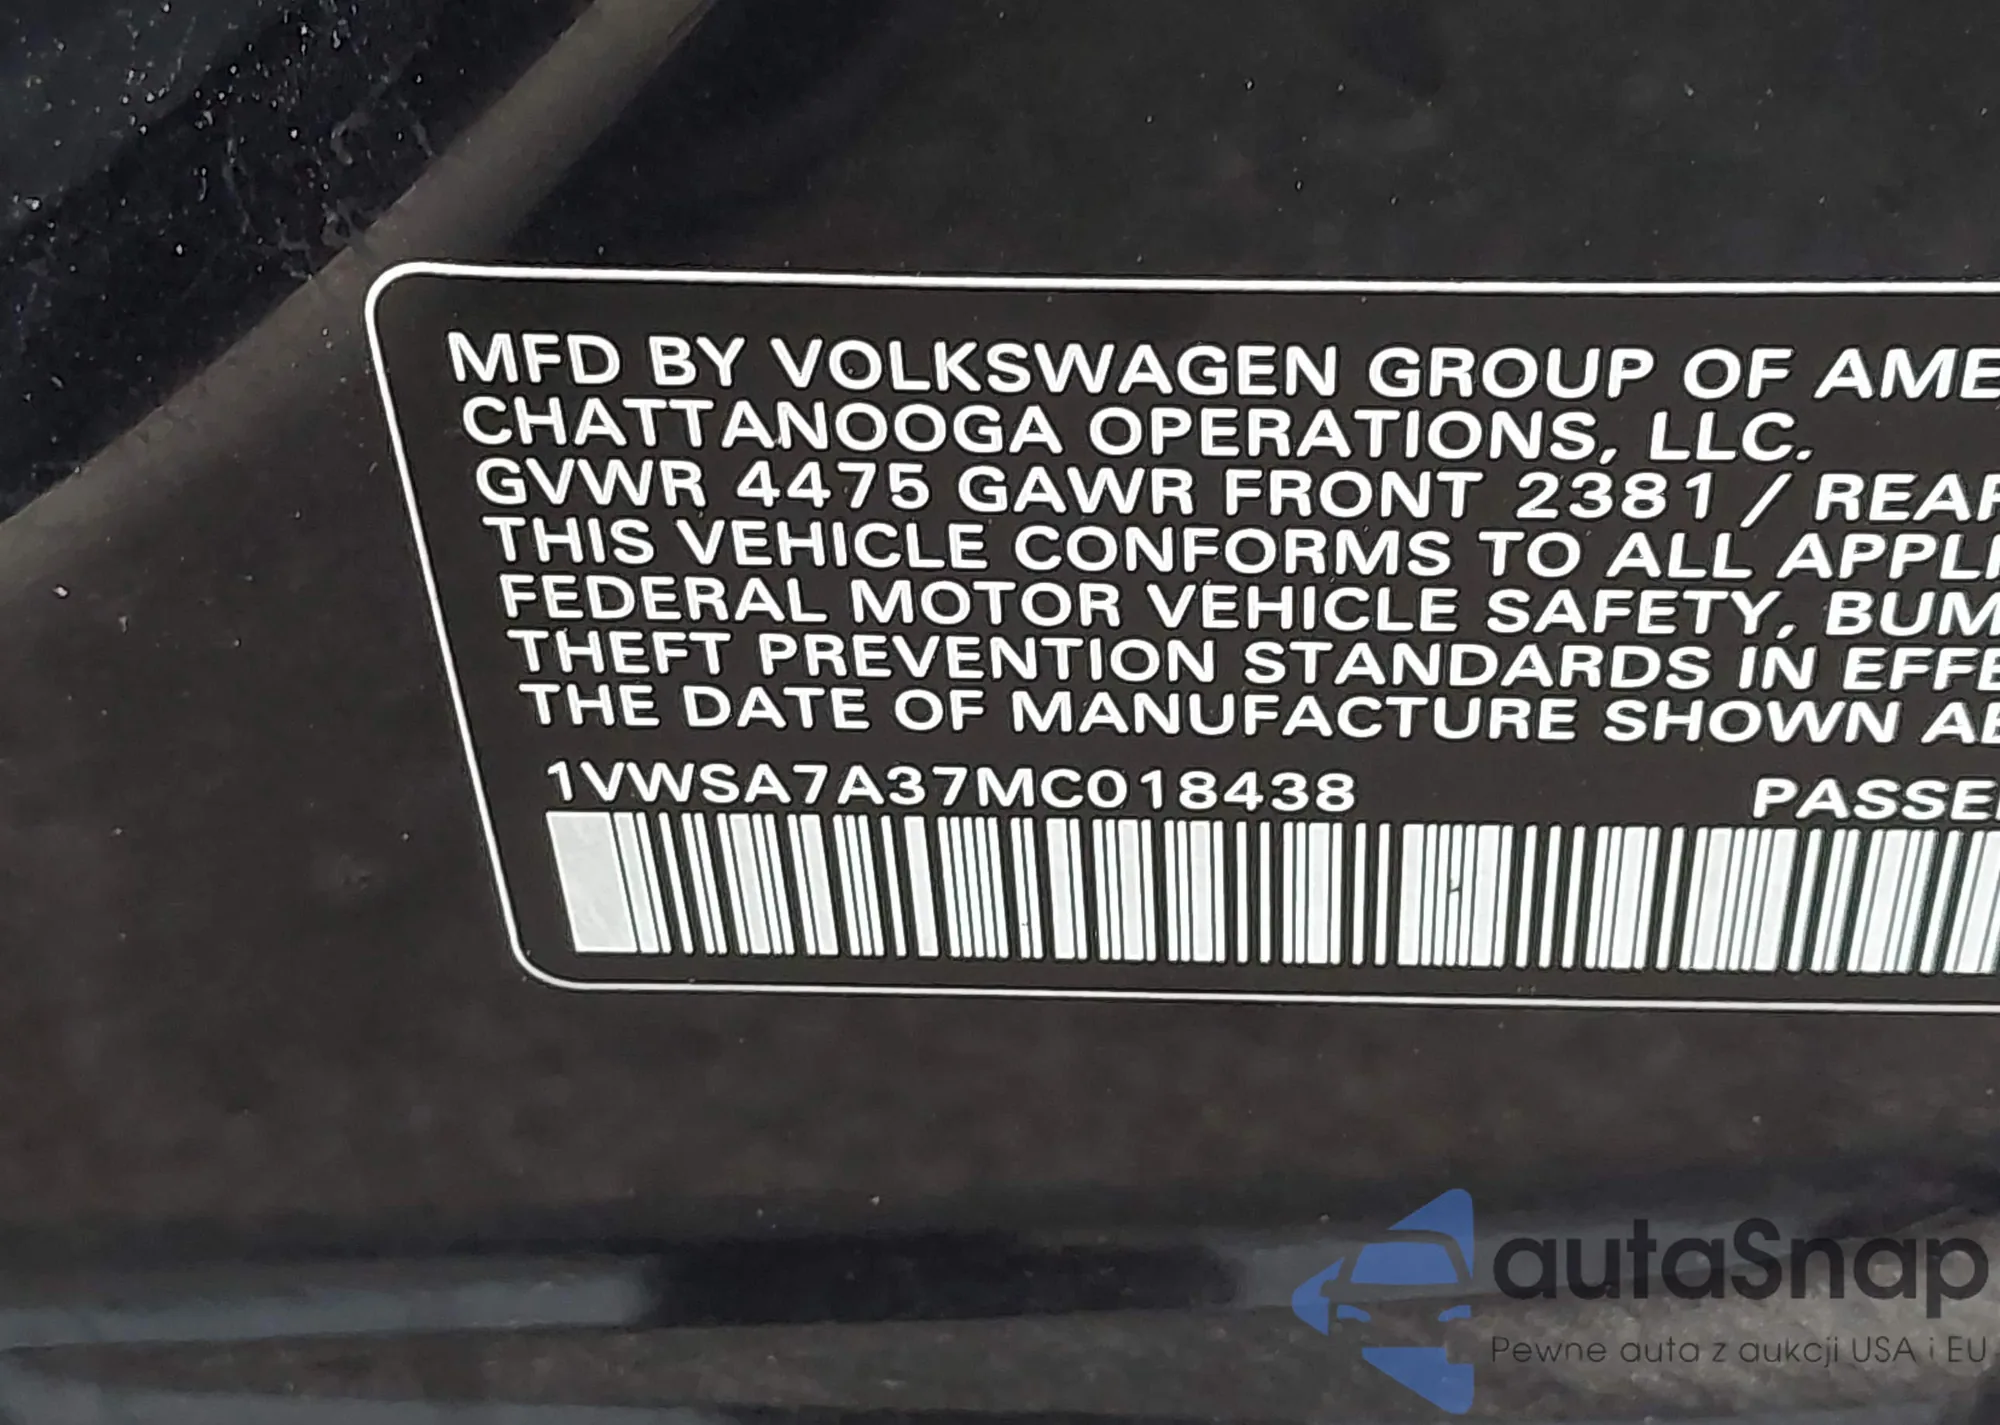 MFD BY VOLKSWAGEN GROUP OF AME
CHATTANOOGA OPERATIONS, LLC.
GVWR 4475 GAWR FRONT 2381 / REAR
THIS VEHICLE CONFORMS TO ALL APPLI
FEDERAL MOTOR VEHICLE SAFETY, BUM
THEFT PREVENTION STANDARDS IN EFFE
THE DATE OF MANUFACTURE SHOWN AB
1VWSA7A37MC018438 PASSE
autaSnap
Pewne auta z aukcji USA i EU